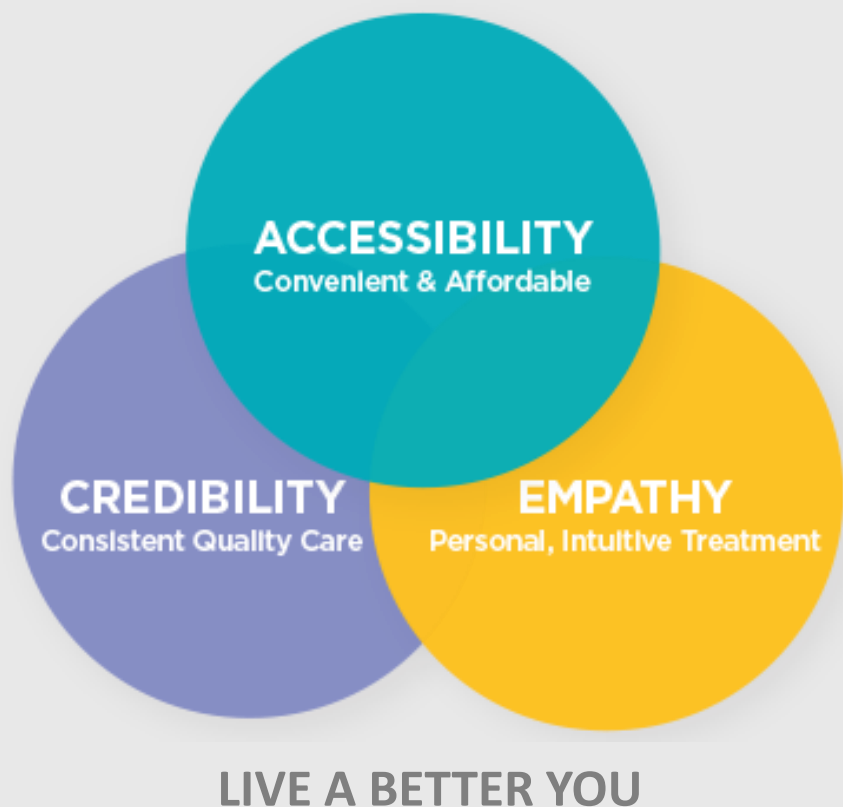 ACCESSIBILITY
Convenient & Affordable
CREDIBILITY
Consistent Quality Care
EMPATHY
Personal, Intuitive Treatment
LIVE A BETTER YOU